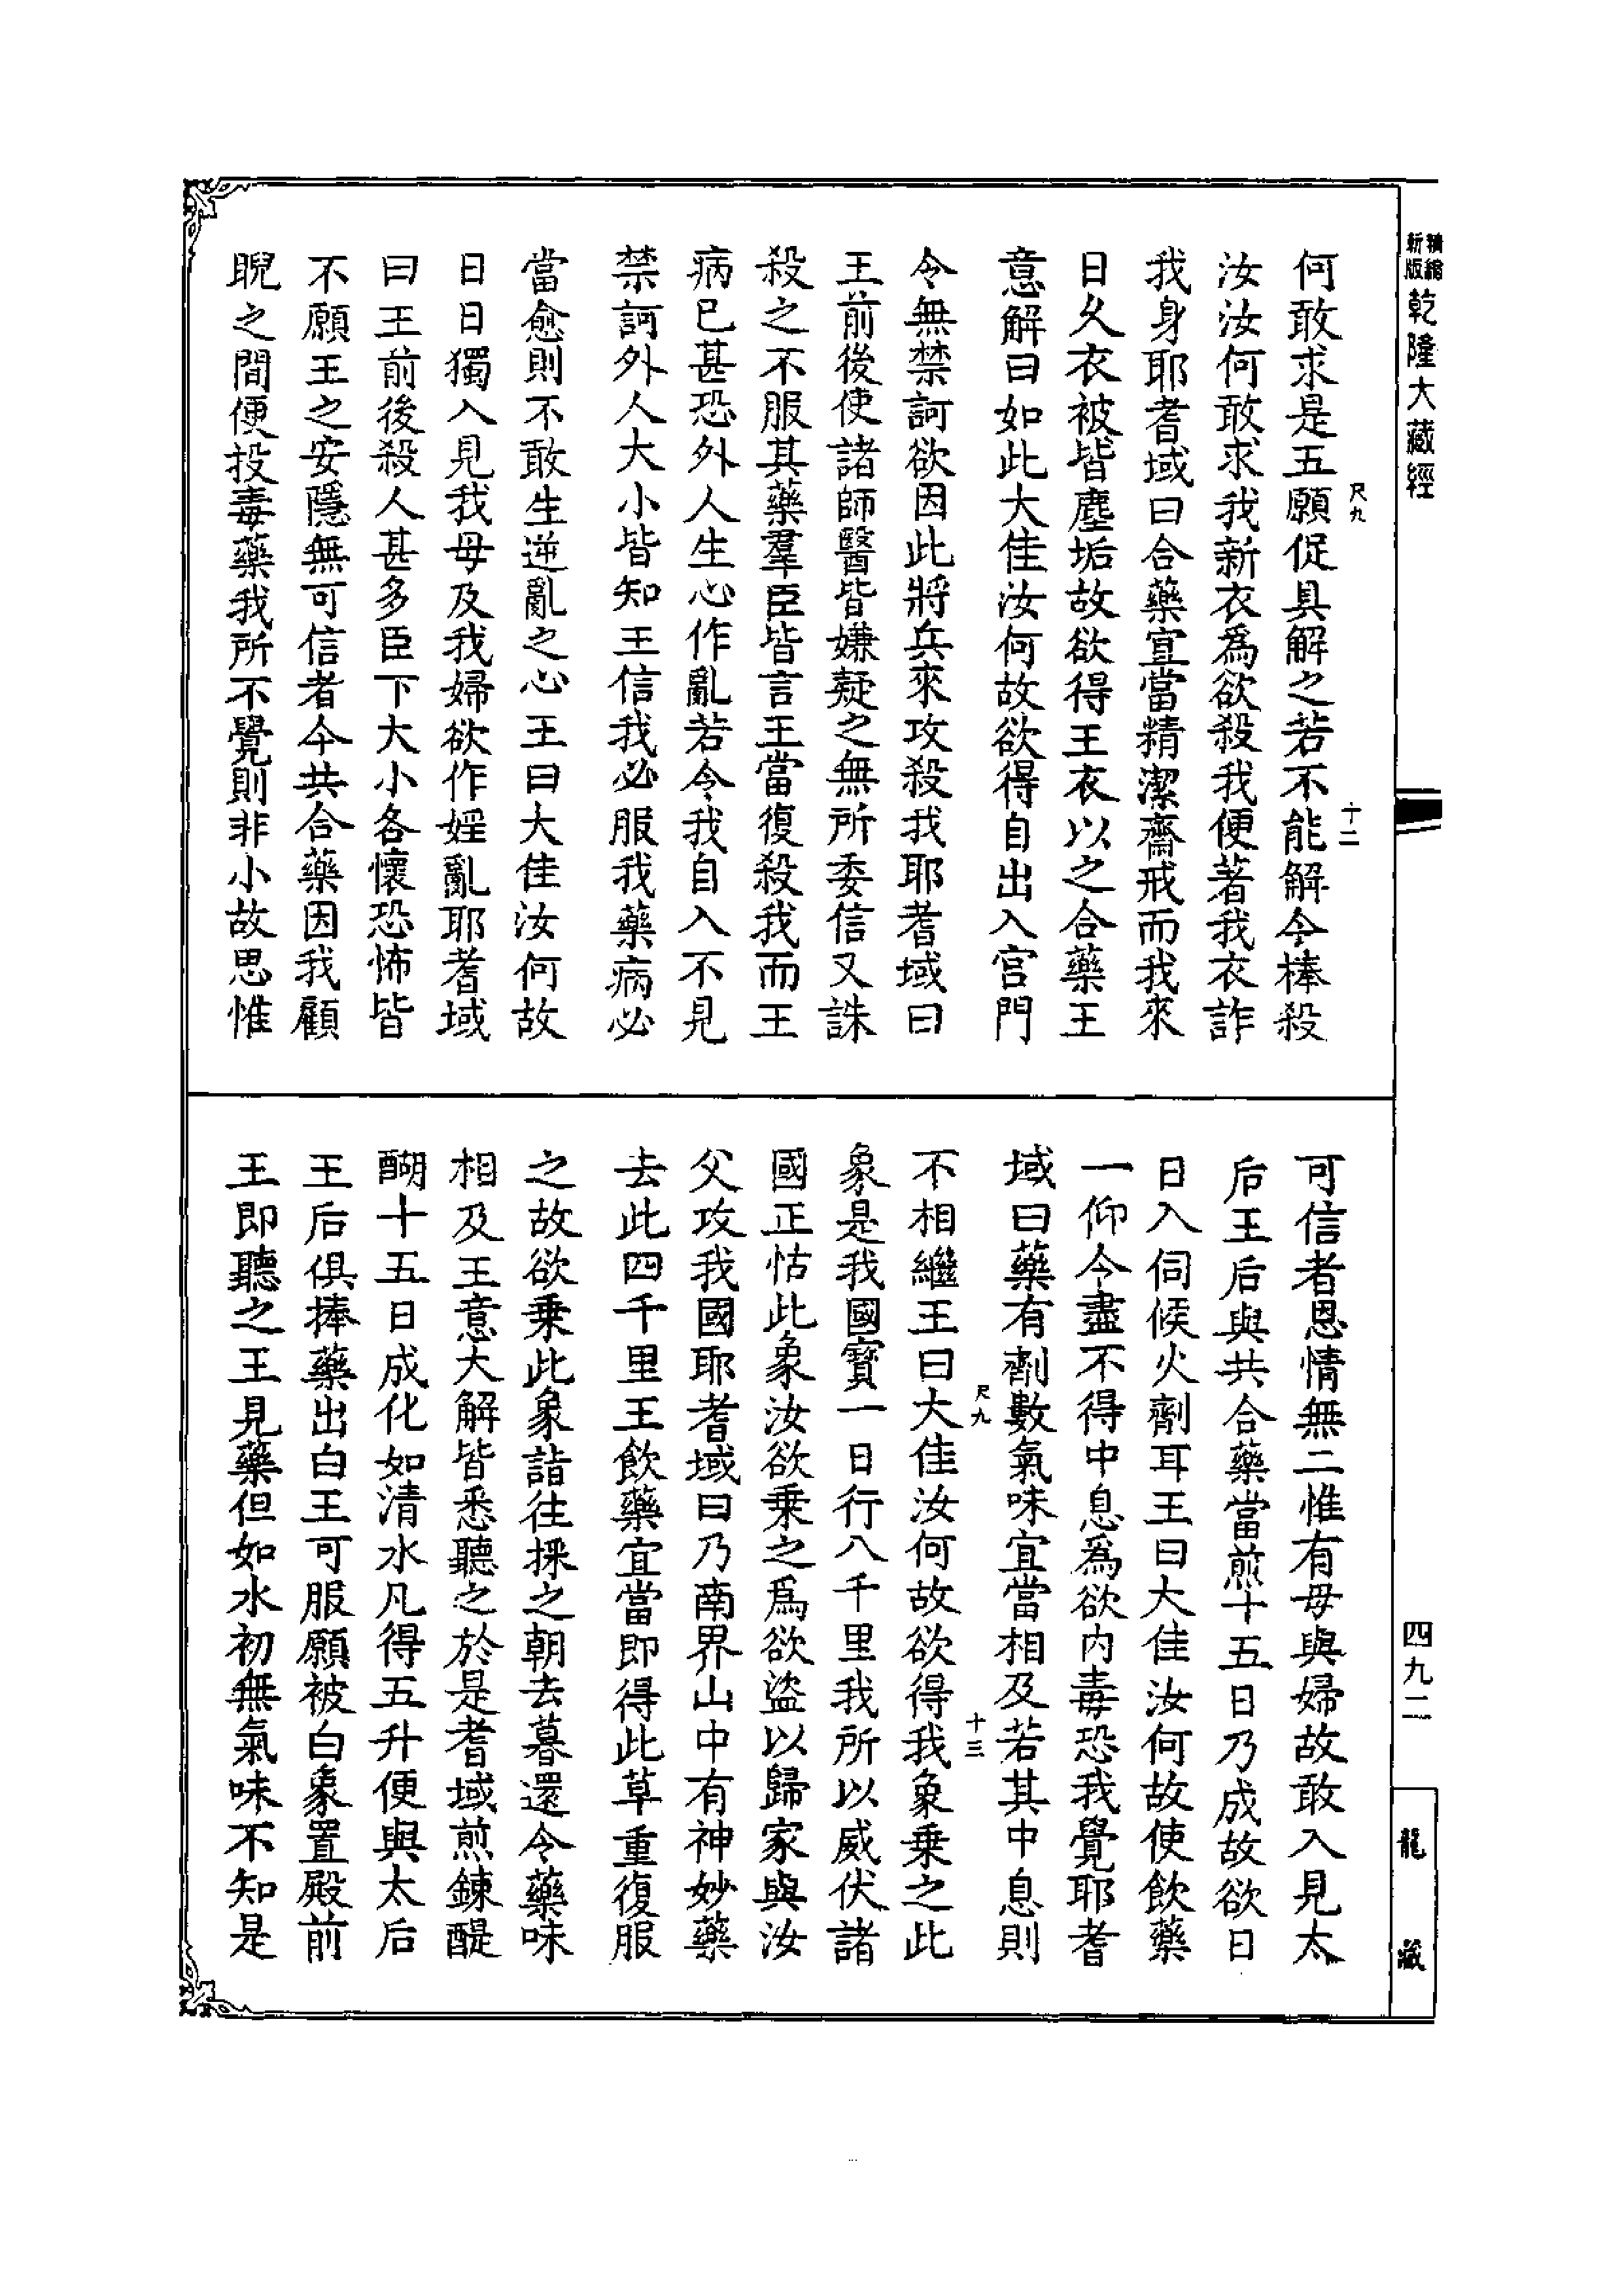 精縮新版乾隆大藏經
尺九
十二
何敢求是五願促具解之若不能解今棒殺
汝汝何敢求我新衣爲欲殺我便著我衣詐
我身耶耆域曰合藥宜當精潔齋戒而我來
日久衣被皆塵垢故欲得王衣以之合藥王
意解曰如此大佳汝何故欲得自出入宮門
令無禁訶欲因此將兵來攻殺我耶耆域曰
王前後使諸師醫皆嫌疑之無所委信又誅
殺之不服其藥羣臣皆言王當復殺我而王
病已甚恐外人生心作亂若令我自入不見
禁訶外人大小皆知王信我必服我藥病必
當愈則不敢生逆亂之心王曰大佳汝何故
日日獨入見我母及我婦欲作婬亂耶耆域
曰王前後殺人甚多臣下大小各懷恐怖皆
不願王之安隱無可信者今共合藥因我顧
睨之間便投毒藥我所不覺則非小故思惟
可信者恩情無二惟有母與婦故敢入見太
后王后與共合藥當煎十五日乃成故欲日
日入伺候火劑耳王曰大佳汝何故使飲藥
一仰令盡不得中息爲欲內毒恐我覺耶耆
域曰藥有劑數氣味宜當相及若其中息則
不相繼王曰大佳汝何故欲得我象乘之此
尺九
十三
象是我國寶一日行八千里我所以威伏諸
國正怙此象汝欲乘之爲欲盜以歸家與汝
父攻我國耶耆域曰乃南界山中有神妙藥
去此四千里王飲藥宜當即得此草重復服
之故欲乘此象詣往採之朝去暮還令藥味
相及王意大解皆悉聽之於是耆域煎鍊醍
醐十五日成化如清水凡得五升便與太后
王后俱捧藥出白王可服願被白象置殿前
王即聽之王見藥但如水初無氣味不知是
四九二
龍藏